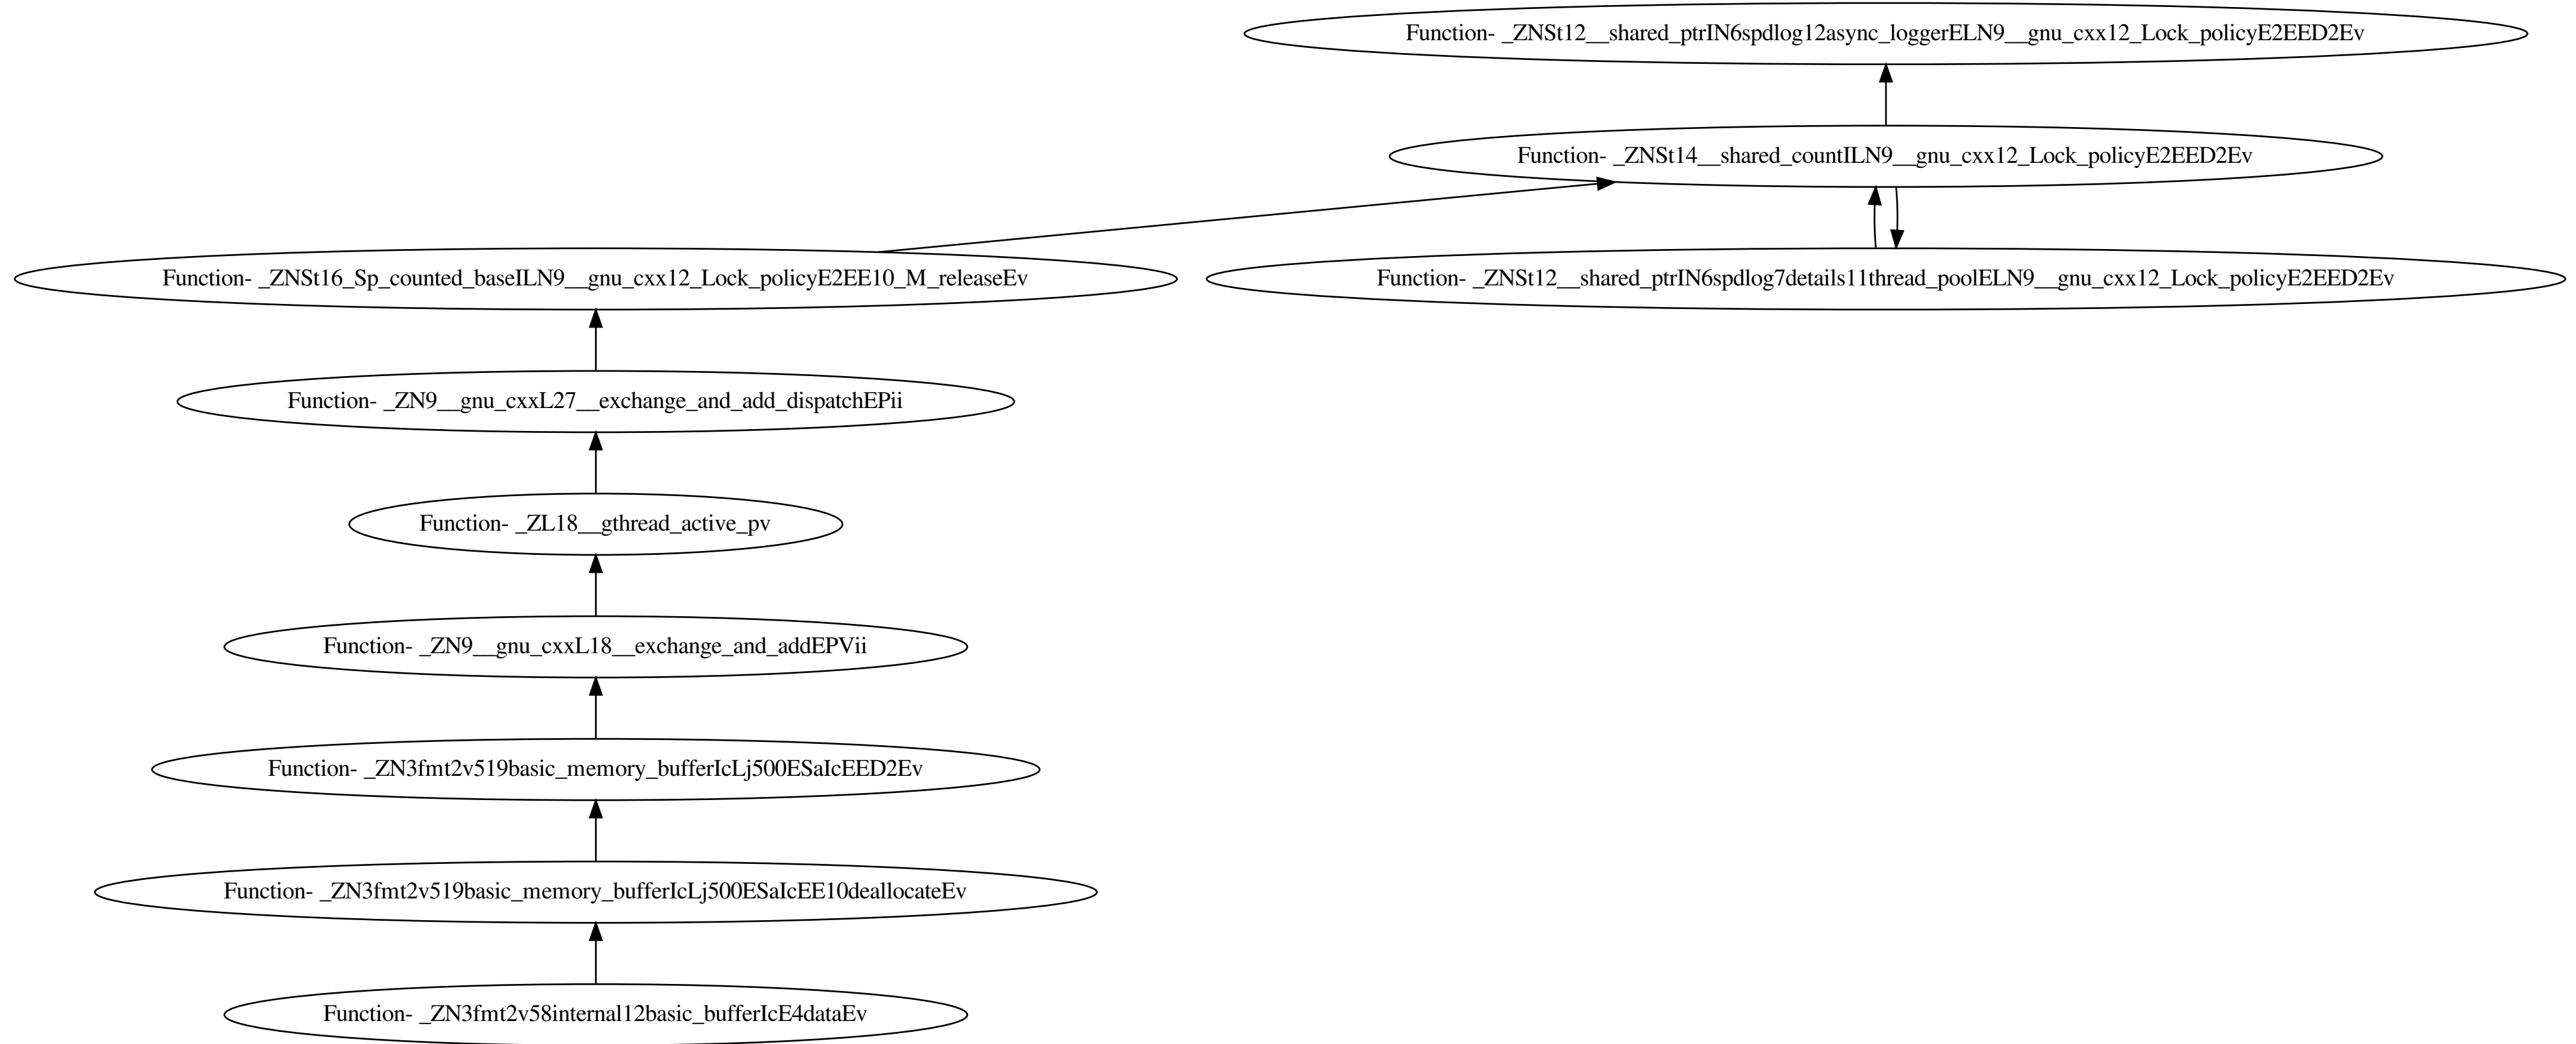 Function- _ZNSt12__shared_ptrIN6spdlog12async_loggerELN9__gnu_cxx12_Lock_policyE2EED2Ev
Function- _ZNSt14__shared_countILN9__gnu_cxx12_Lock_policyE2EED2Ev
Function- _ZNSt16_Sp_counted_baseILN9__gnu_cxx12_Lock_policyE2EE10_M_releaseEv
Function- _ZNSt12__shared_ptrIN6spdlog7details11thread_poolELN9__gnu_cxx12_Lock_policyE2EED2Ev
Function- _ZN9__gnu_cxxL27__exchange_and_add_dispatchEPii
Function- _ZL18__gthread_active_pv
Function- _ZN9__gnu_cxxL18__exchange_and_addEPVii
Function- _ZN3fmt2v519basic_memory_bufferIcLj500ESaIcEED2Ev
Function- _ZN3fmt2v519basic_memory_bufferIcLj500ESaIcEE10deallocateEv
Function- _ZN3fmt2v58internal12basic_bufferIcE4dataEv